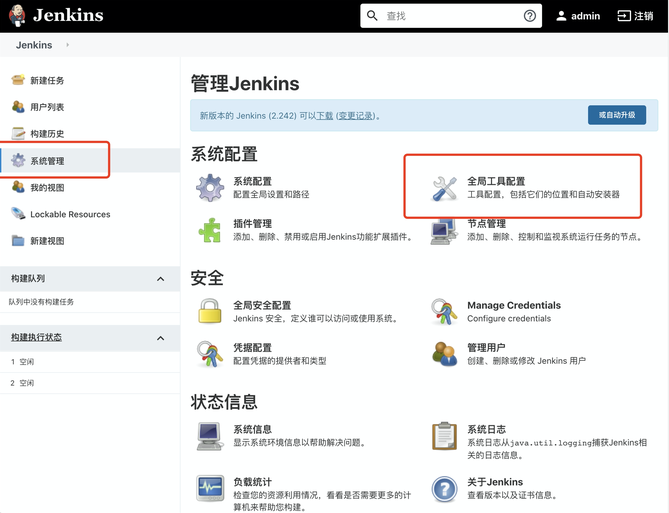 Jenkins
查找
admin
注销
Jenkins
新建任务
用户列表
构建历史
系统管理
我的视图
Lockable Resources
新建视图
构建队列
队列中没有构建任务
构建执行状态
1 空闲
2 空闲
管理Jenkins
新版本的 Jenkins (2.242) 可以下载 (变更记录)。
或自动升级
系统配置
系统配置
配置全局设置和路径
全局工具配置
工具配置，包括它们的位置和自动安装器
插件管理
添加、删除、禁用或启用Jenkins功能扩展插件。
节点管理
添加、删除、控制和监视系统运行任务的节点。
安全
全局安全配置
Jenkins 安全，定义谁可以访问或使用系统。
Manage Credentials
Configure credentials
凭据配置
配置凭据的提供者和类型
管理用户
创建、删除或修改 Jenkins 用户
状态信息
系统信息
显示系统环境信息以帮助解决问题。
系统日志
系统日志从java.util.logging捕获Jenkins相
关的日志信息。
负载统计
检查您的资源利用情况，看看是否需要更多的计
算机来帮助您构建。
关于Jenkins
查看版本以及证书信息。